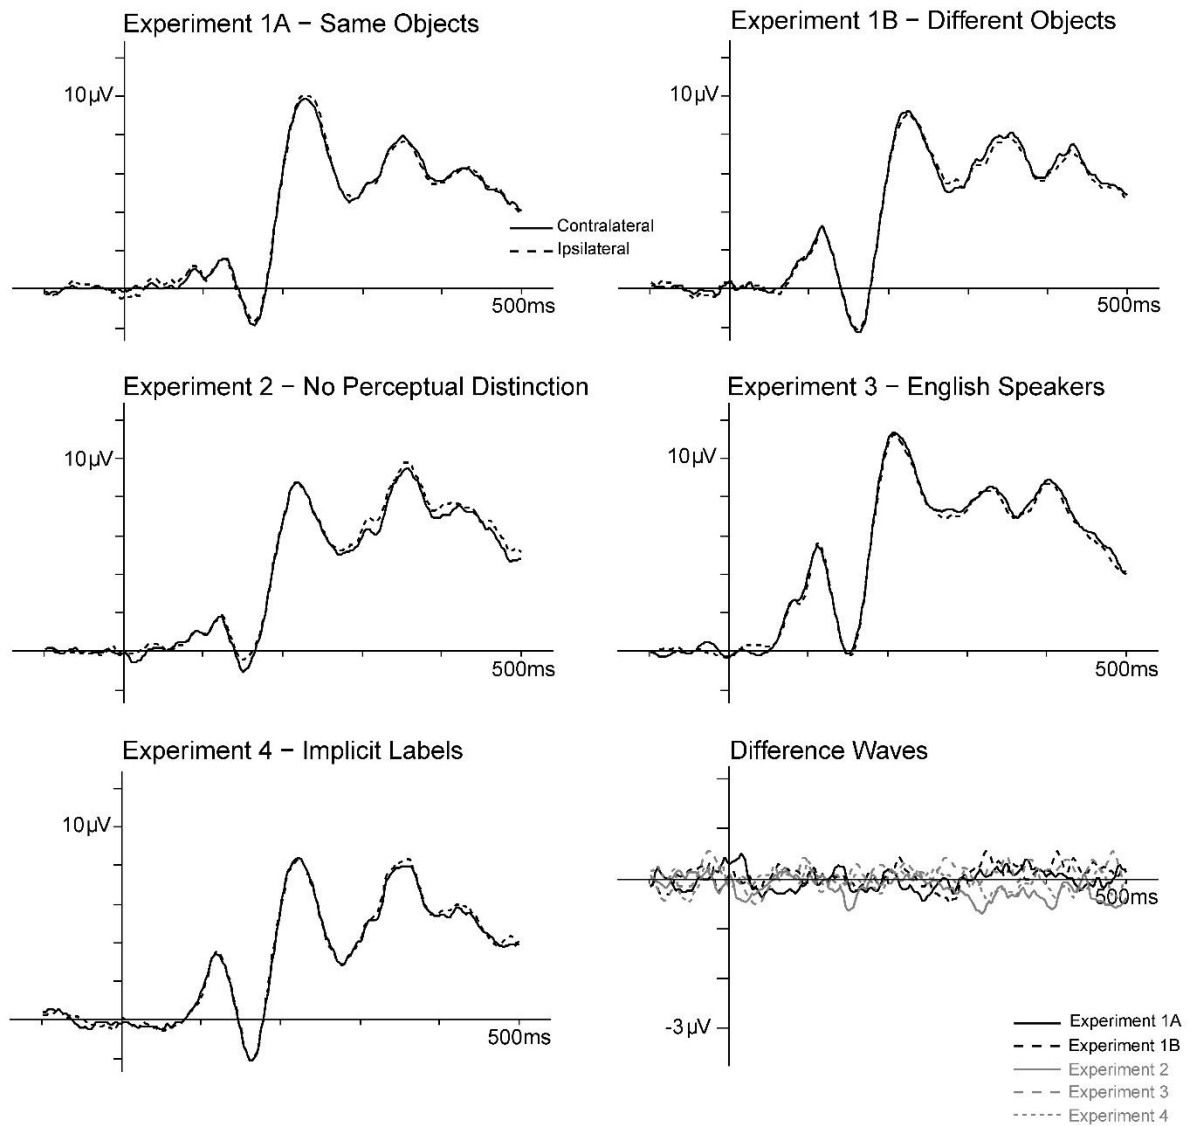 Experiment 1A − Same Objects
10µV
500ms
Contralateral
Ipsilateral
Experiment 1B − Different Objects
10µV
500ms
Experiment 2 − No Perceptual Distinction
10µV
500ms
Experiment 3 − English Speakers
10µV
500ms
Experiment 4 − Implicit Labels
10µV
500ms
Difference Waves
500ms
-3µV
Experiment 1A
Experiment 1B
Experiment 2
Experiment 3
Experiment 4